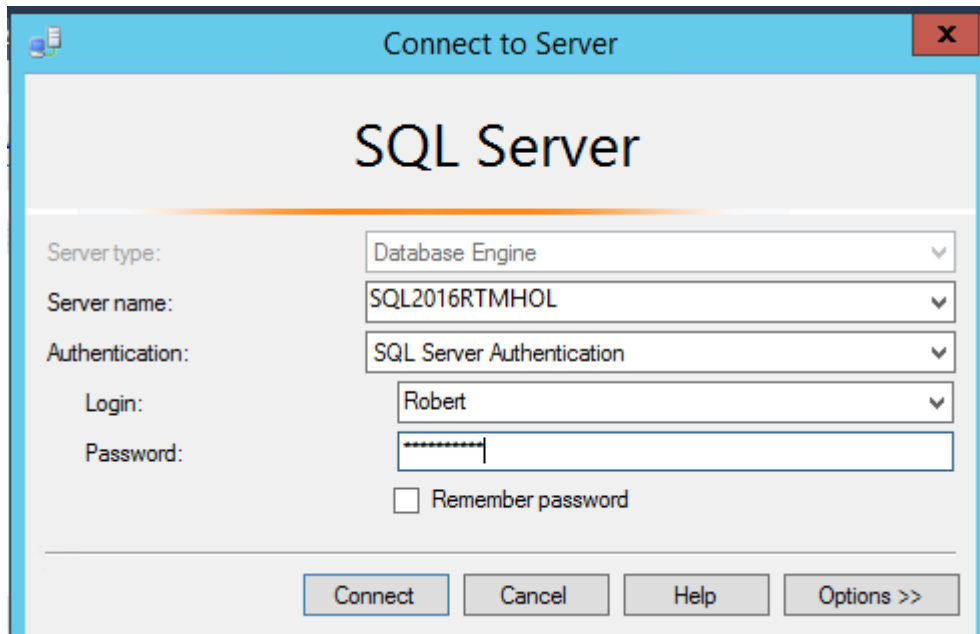 Connect to Server
x
SQL Server
Server type: Database Engine
Server name: SQL2016RTMHOL
Authentication: SQL Server Authentication
Login: Robert
Password: **********
Remember password
Connect Cancel Help Options >>